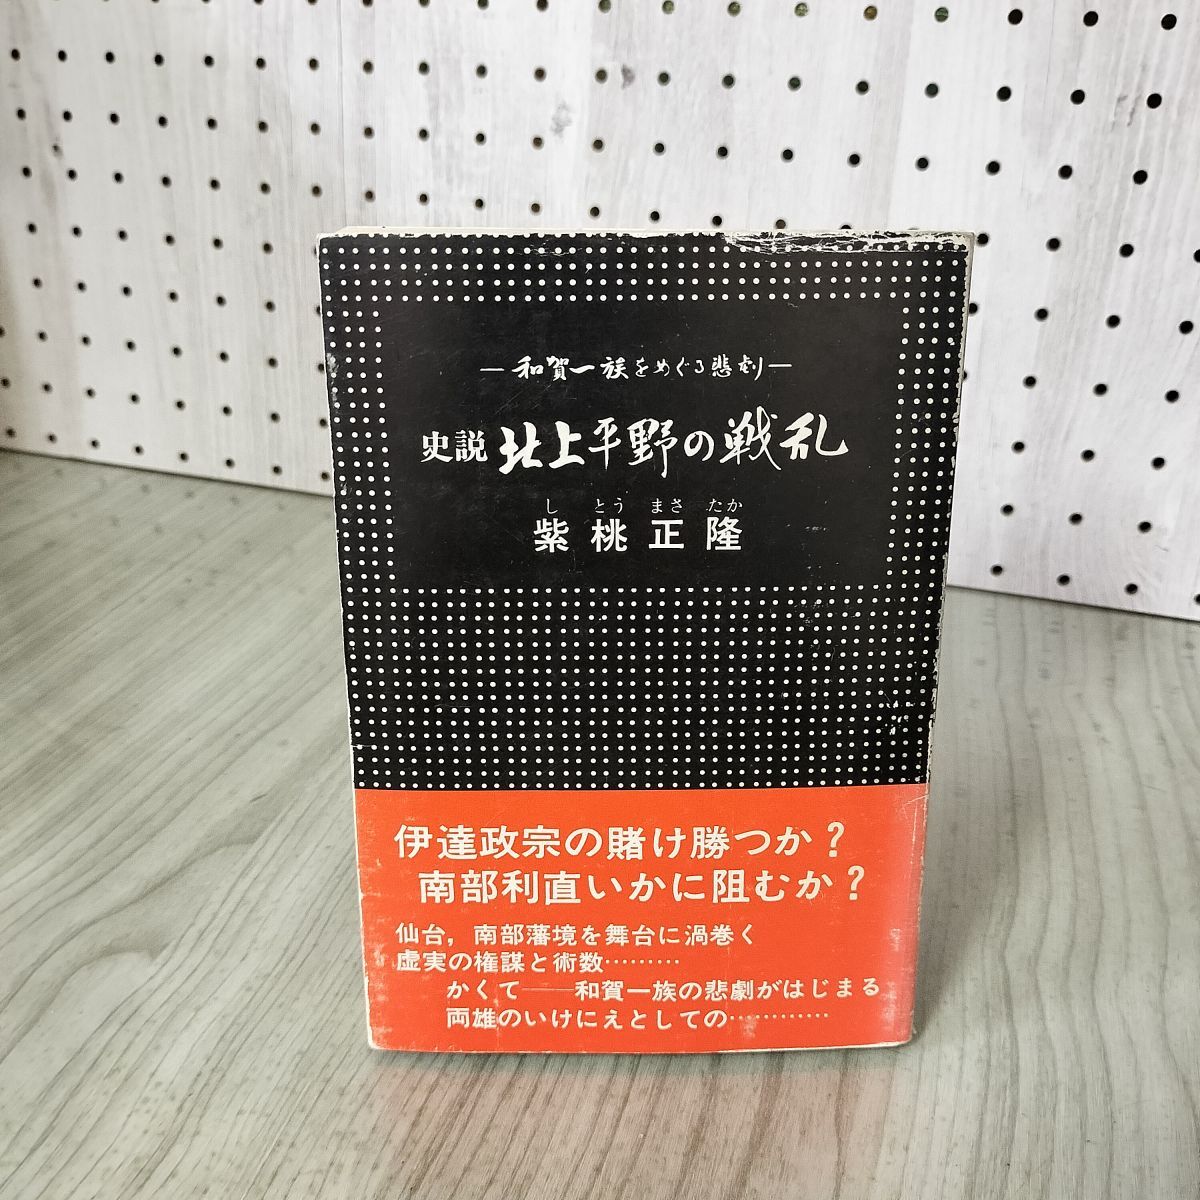 ―和賀一族をめぐる悲劇―
史説 北上平野の戦乱
し とう まさ たか
紫桃正隆
伊達政宗の賭け勝つか?
南部利直いかに阻むか?
仙台,南部藩境を舞台に渦巻く
虚実の権謀と術数………
かくて――和賀一族の悲劇がはじまる
両雄のいけにえとしての…………